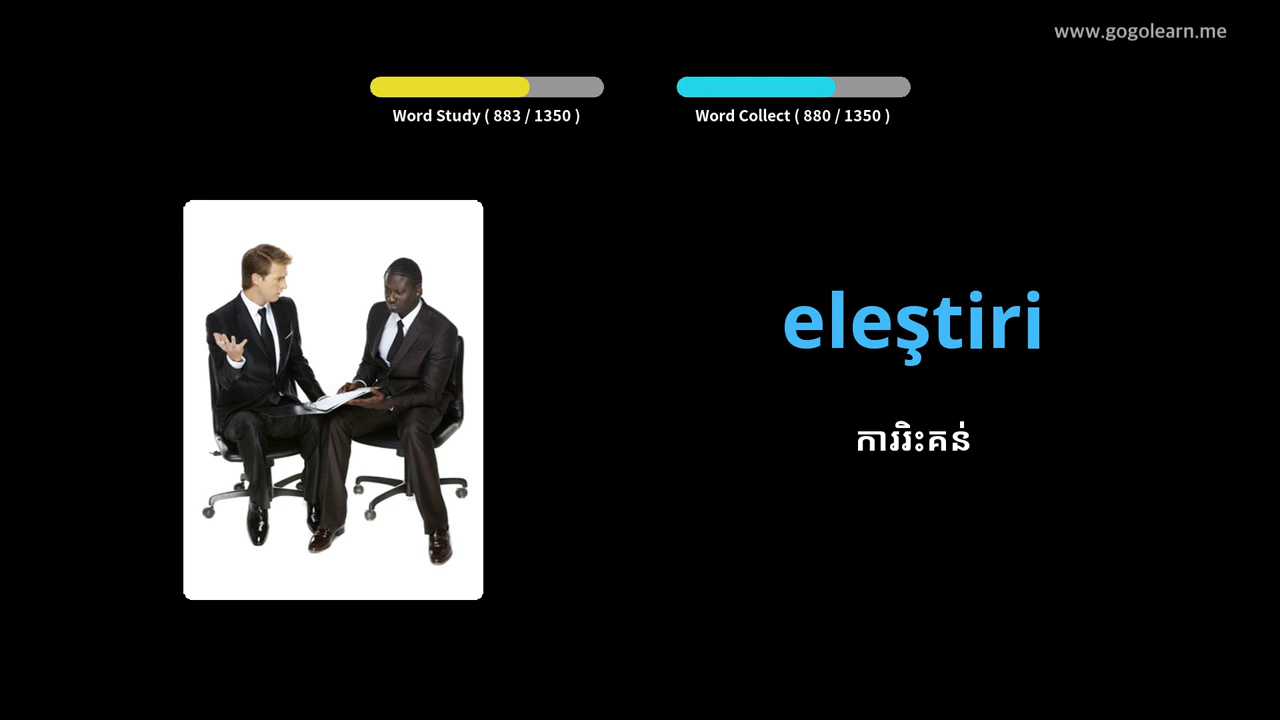 www.gogolearn.me
Word Study ( 883 / 1350 )
Word Collect ( 880 / 1350 )
eleştiri
ការរិះគន់